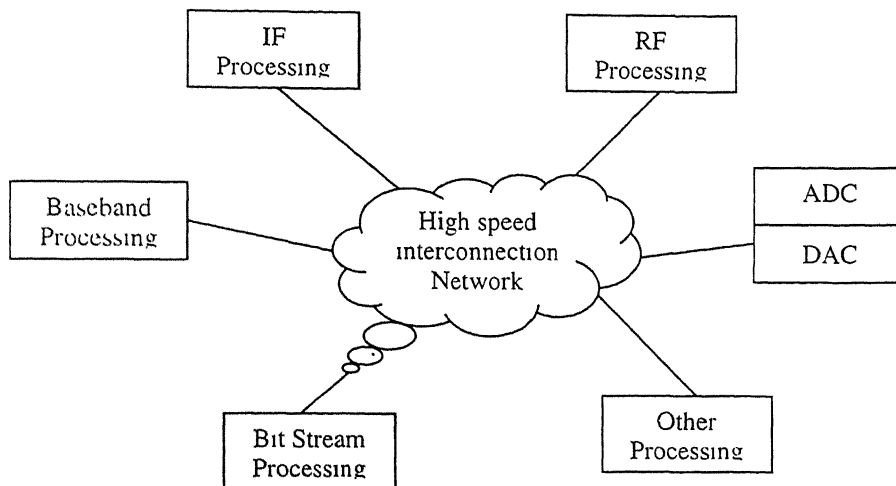 IF
Processing
RF
Processing
Baseband
Processing
High speed
interconnection
Network
ADC
DAC
Bit Stream
Processing
Other
Processing